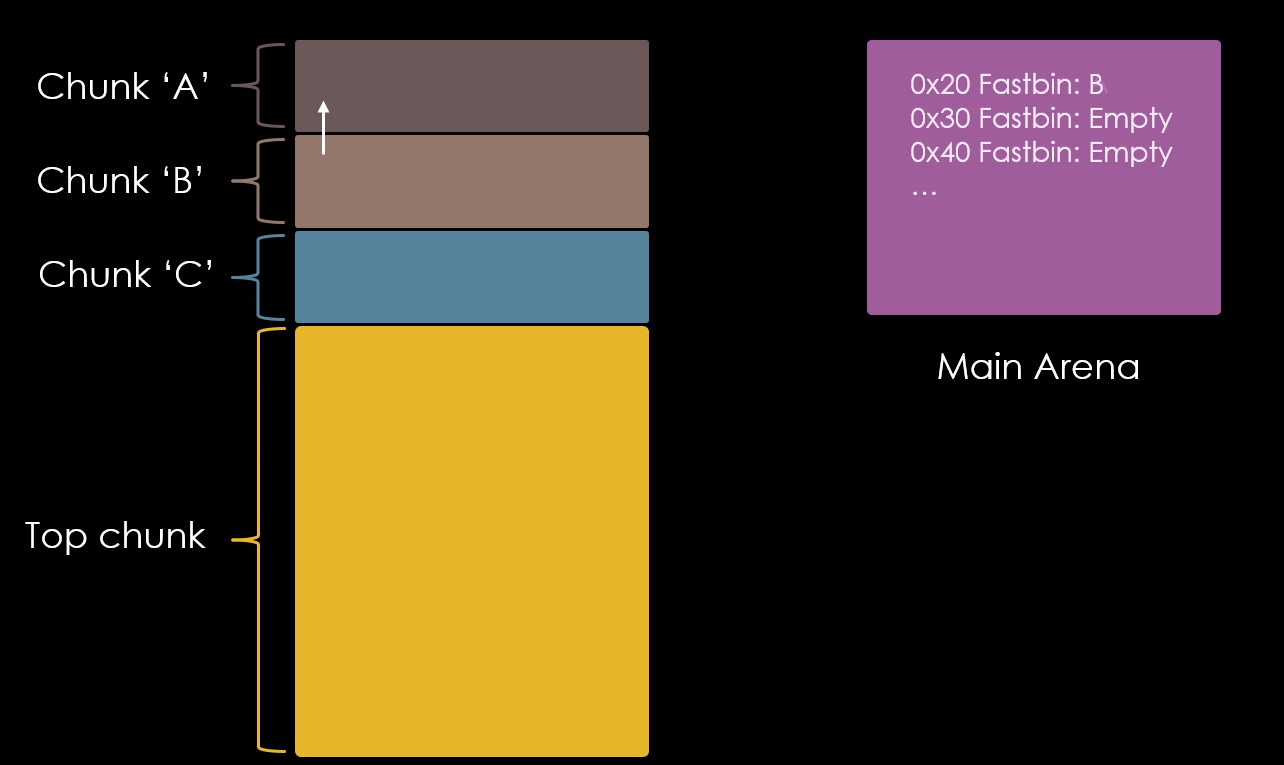 Chunk ‘A’
Chunk ‘B’
Chunk ‘C’
Top chunk
0x20 Fastbin: B
0x30 Fastbin: Empty
0x40 Fastbin: Empty
...
Main Arena